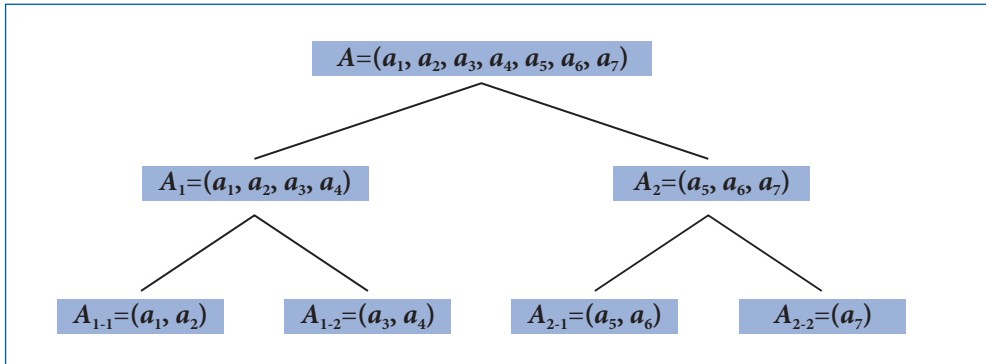 A=(a₁, a₂, a₃, a₄, a₅, a₆, a₇)
A₁=(a₁, a₂, a₃, a₄) A₂=(a₅, a₆, a₇)
A₁₋₁=(a₁, a₂) A₁₋₂=(a₃, a₄) A₂₋₁=(a₅, a₆) A₂₋₂=(a₇)